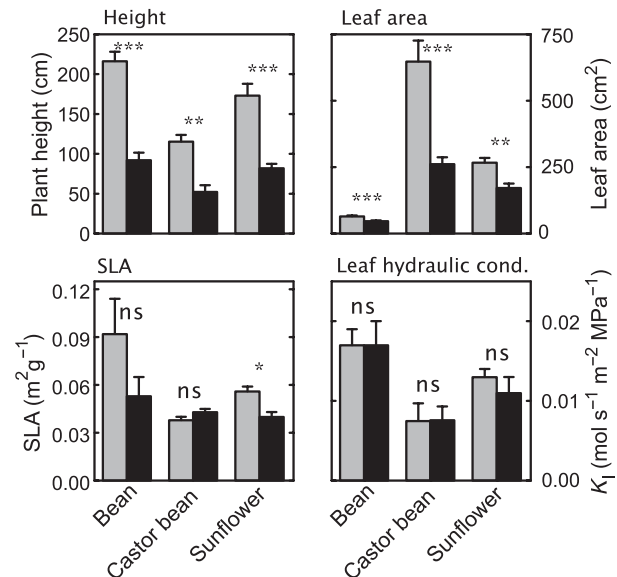 Height
Leaf area
Plant height (cm)
250
200
150
100
50
0
***
**
***
***
***
**
750
500
250
0
Leaf area (cm²)
SLA
Leaf hydraulic cond.
SLA (m² g⁻¹)
0.12
0.09
0.06
0.03
0.00
ns
ns
*
ns
ns
ns
0.02
0.01
0.00
Kl (mol s⁻¹ m⁻² MPa⁻¹)
Bean
Castor bean
Sunflower
Bean
Castor bean
Sunflower